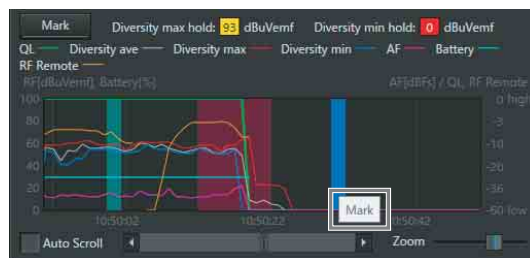 Mark Diversity max hold: 93 dBuVemf Diversity min hold: 0 dBuVemf
QL Diversity ave Diversity max Diversity min AF Battery
RF Remote
RF[dBuVemf], Battery[%] AF[dBFs] / QL, RF Remote
100 0 high
80 -3
60 -10
40 -20
20 -36
0 -50 low
10:50:02 10:50:22 Mark 10:50:42
Auto Scroll Zoom